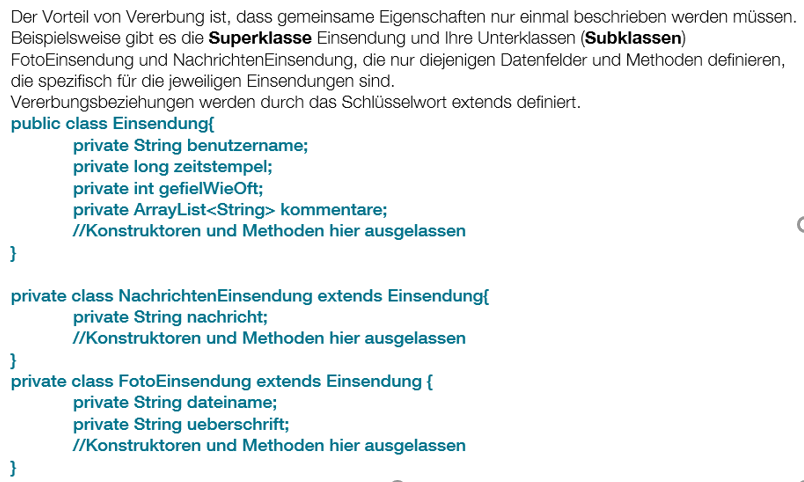 Der Vorteil von Vererbung ist, dass gemeinsame Eigenschaften nur einmal beschrieben werden müssen.
Beispielsweise gibt es die Superklasse Einsendung und Ihre Unterklassen (Subklassen)
FotoEinsendung und NachrichtenEinsendung, die nur diejenigen Datenfelder und Methoden definieren,
die spezifisch für die jeweiligen Einsendungen sind.
Vererbungsbeziehungen werden durch das Schlüsselwort extends definiert.
public class Einsendung{
private String benutzername;
private long zeitstempel;
private int gefielWieOft;
private ArrayList<String> kommentare;
//Konstruktoren und Methoden hier ausgelassen
}
private class NachrichtenEinsendung extends Einsendung{
private String nachricht;
//Konstruktoren und Methoden hier ausgelassen
}
private class FotoEinsendung extends Einsendung {
private String dateiname;
private String ueberschrift;
//Konstruktoren und Methoden hier ausgelassen
}